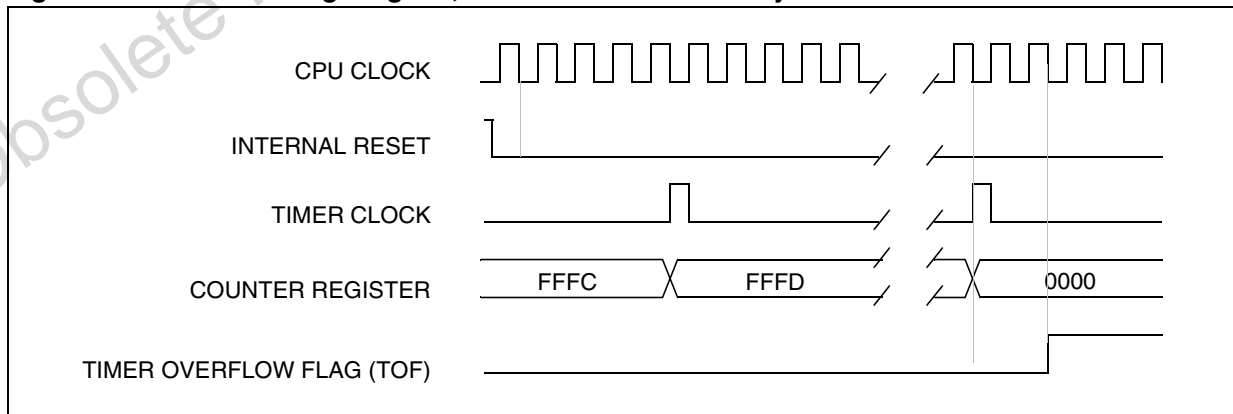 Obsolete
CPU CLOCK
INTERNAL RESET
TIMER CLOCK
COUNTER REGISTER
FFFC
FFFD
0000
TIMER OVERFLOW FLAG (TOF)